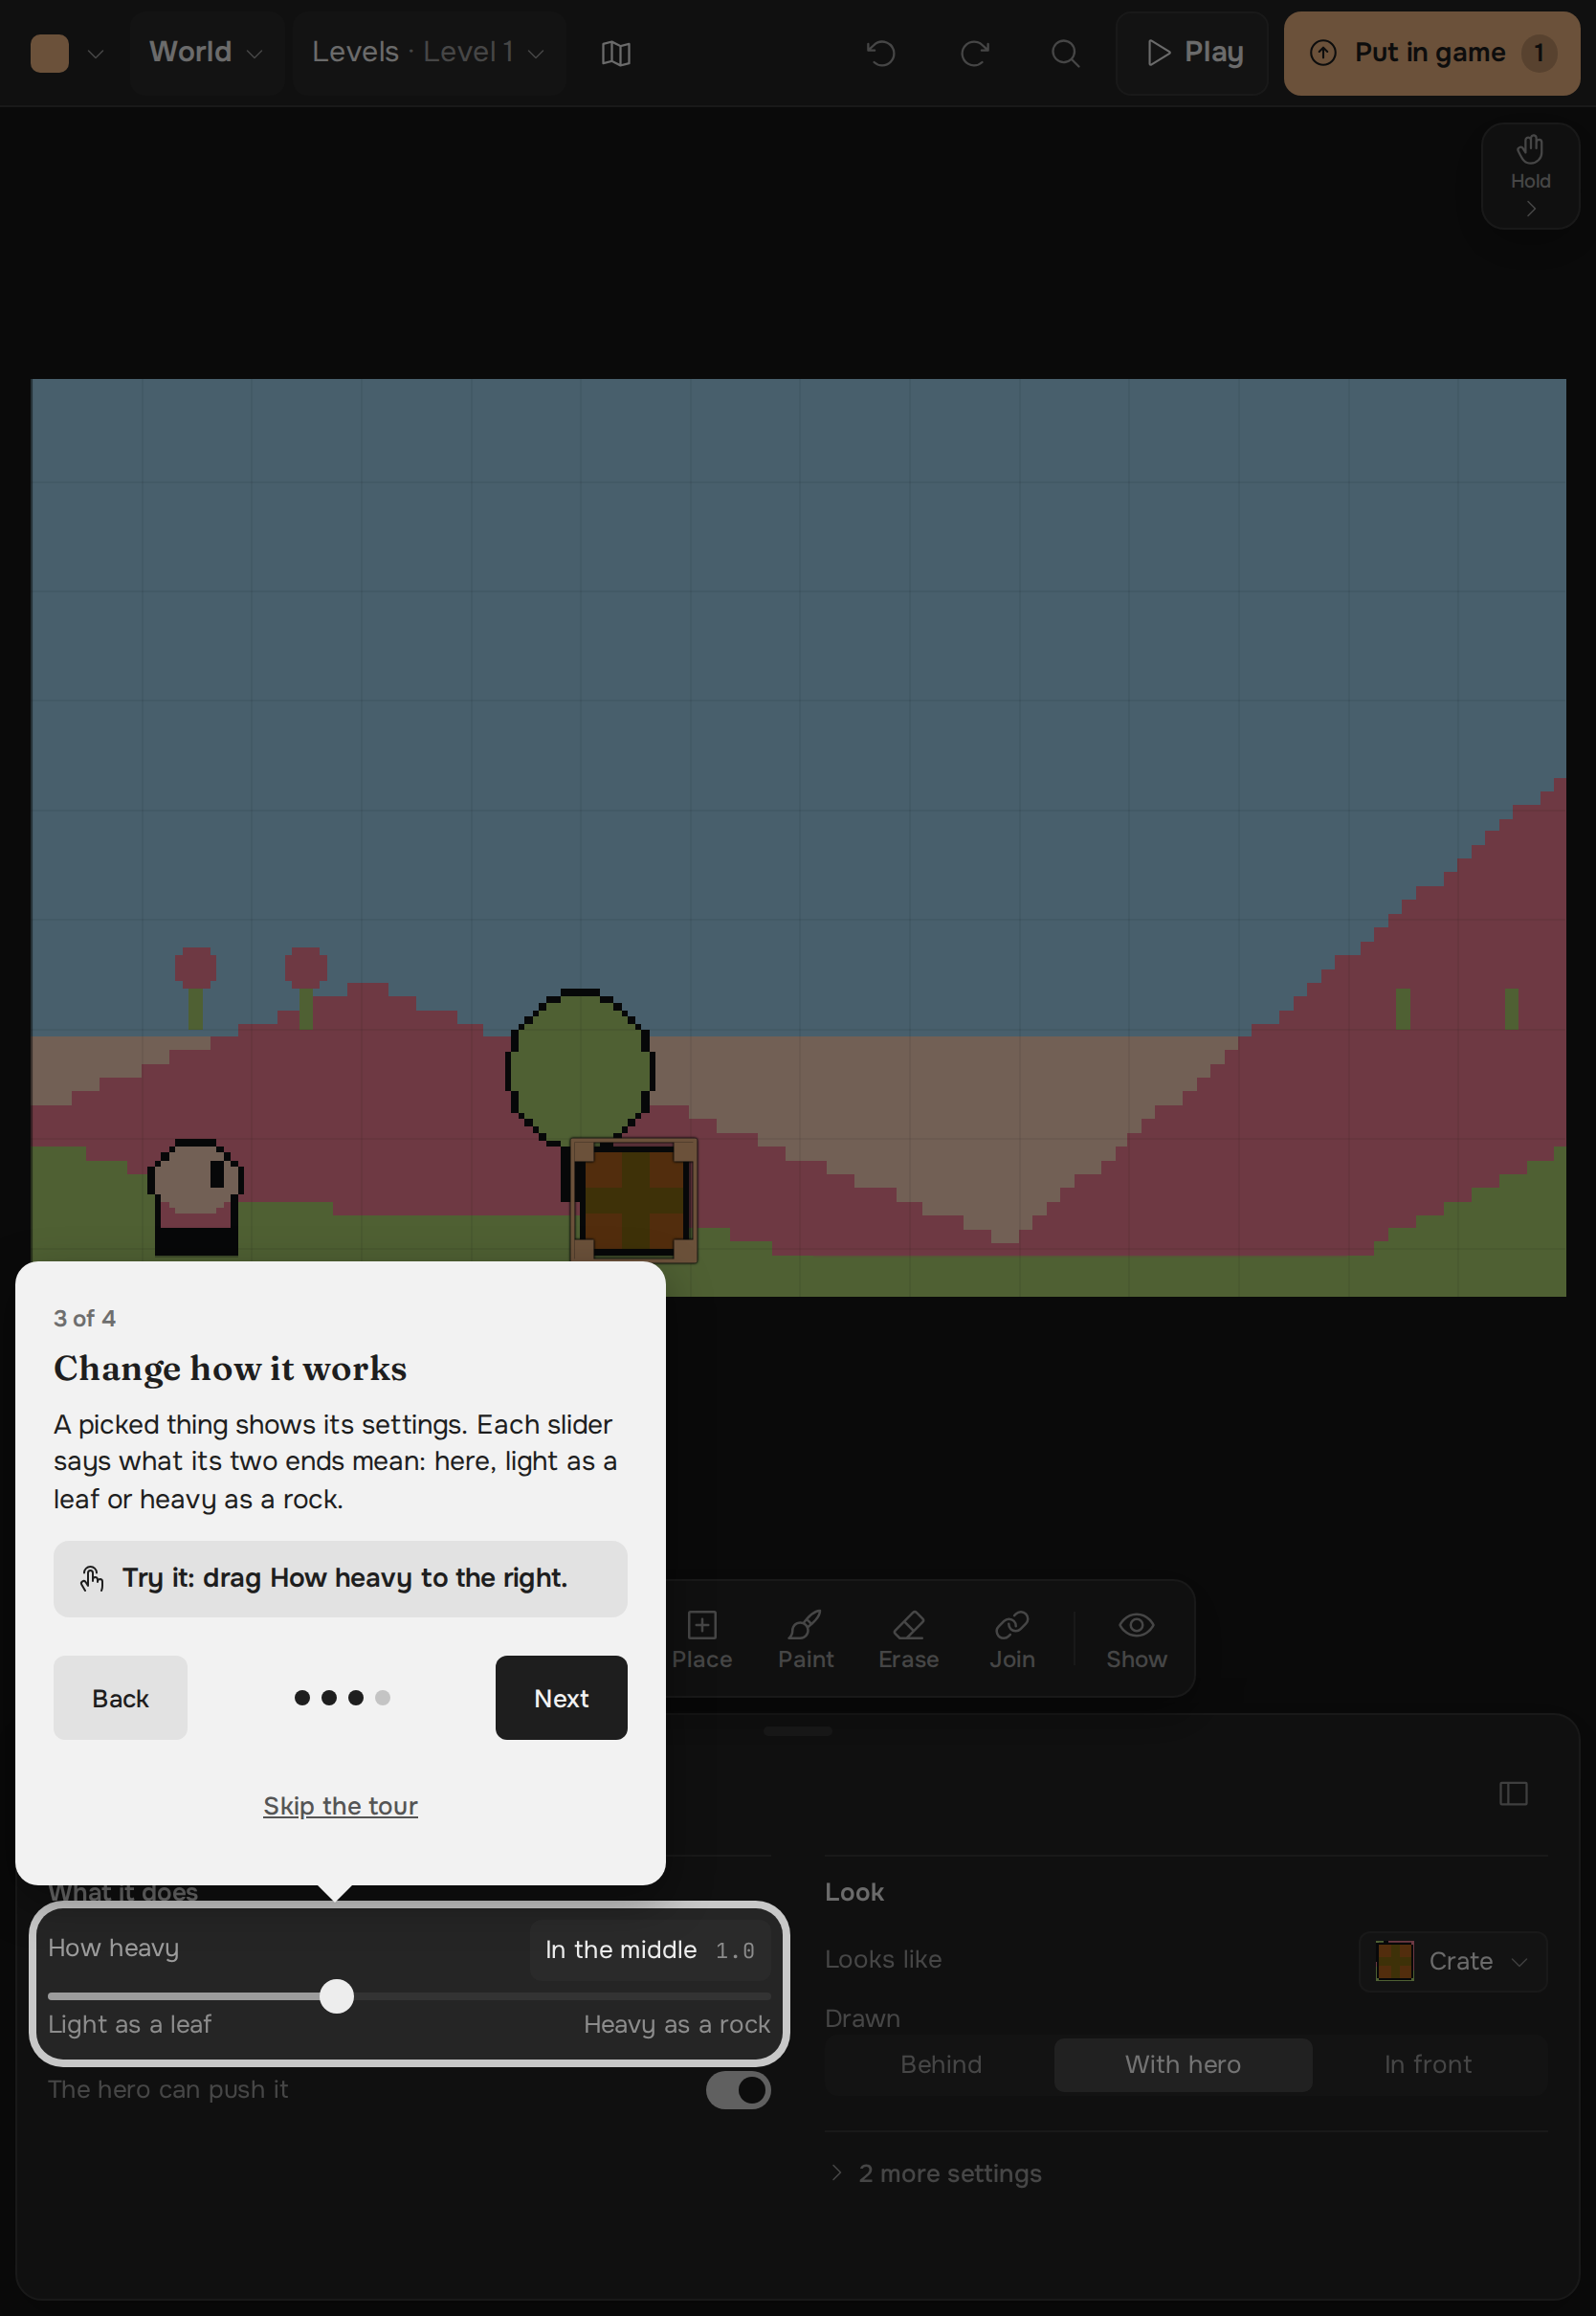 World
Levels · Level 1
Play
Put in game 1
Hold
3 of 4
Change how it works
A picked thing shows its settings. Each slider
says what its two ends mean: here, light as a
leaf or heavy as a rock.
Try it: drag How heavy to the right.
Back
Next
Skip the tour
Place
Paint
Erase
Join
Show
What it does
How heavy
In the middle 1.0
Light as a leaf
Heavy as a rock
The hero can push it
Look
Looks like
Crate
Drawn
Behind
With hero
In front
2 more settings